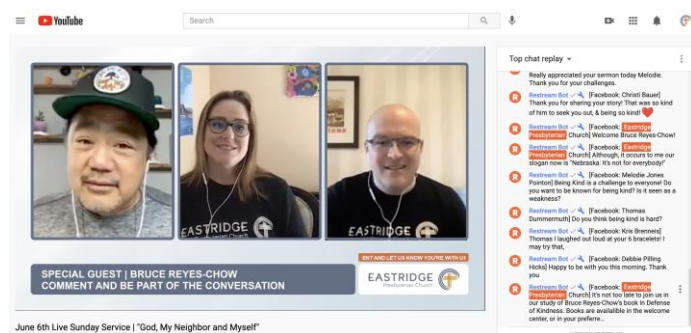 YouTube
Search
EASTRIDGE
EASTRIDGE
ENT AND LET US KNOW YOU'RE WITH US
SPECIAL GUEST | BRUCE REYES-CHOW
COMMENT AND BE PART OF THE CONVERSATION
EASTRIDGE
Presbyterian Church
June 6th Live Sunday Service | "God, My Neighbor and Myself"
Top chat replay
Really appreciated your sermon today Melodie.
Thank you for your challenges.
R Restream Bot [Facebook: Christi Bauer]
Thank you for sharing your story! That was so kind
of him to seek you out, & being so kind!
R Restream Bot [Facebook: Eastridge
Presbyterian Church] Welcome Bruce Reyes-Chow!
R Restream Bot [Facebook: Eastridge
Presbyterian Church] Although, it occurs to me our
slogan now is "Nebraska: It's not for everybody!"
R Restream Bot [Facebook: Melodie Jones
Pointon] Being Kind is a challenge to everyone! Do
you want to be known for being kind? Is it seen as a
weakness?
R Restream Bot [Facebook: Thomas
Dummermuth] Do you think being kind is hard?
R Restream Bot [Facebook: Kris Brenneis]
Thomas I laughed out loud at your 6 bracelets! I
may try that,
R Restream Bot [Facebook: Debbie Pilling
Hicks] Happy to be with you this morning. Thank
you
R Restream Bot [Facebook: Eastridge
Presbyterian Church] It's not too late to join us in
our study of Bruce Reyes-Chow's book In Defense
of Kindness. Books are availaible in the welcome
center, or in your preferre...